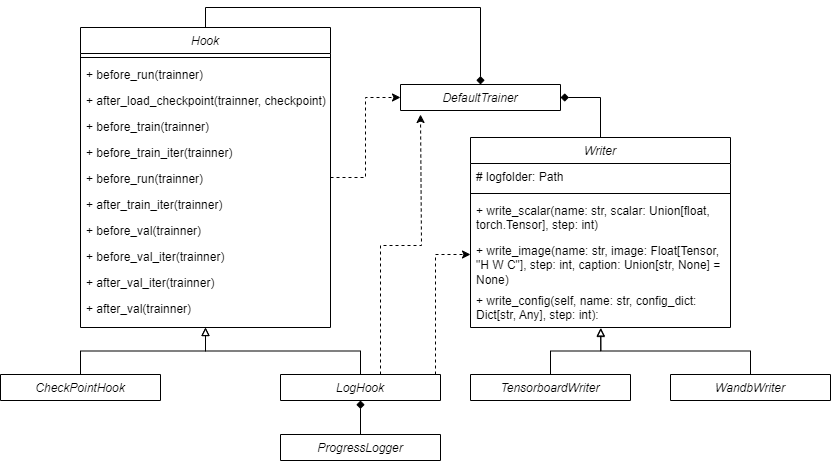 Hook
+ before_run(trainner)
+ after_load_checkpoint(trainner, checkpoint)
+ before_train(trainner)
+ before_train_iter(trainner)
+ before_run(trainner)
+ after_train_iter(trainner)
+ before_val(trainner)
+ before_val_iter(trainner)
+ after_val_iter(trainner)
+ after_val(trainner)
DefaultTrainer
Writer
# logfolder: Path
+ write_scalar(name: str, scalar: Union[float,
torch.Tensor], step: int)
+ write_image(name: str, image: Float[Tensor,
"H W C"], step: int, caption: Union[str, None] =
None)
+ write_config(self, name: str, config_dict:
Dict[str, Any], step: int):
CheckPointHook
LogHook
TensorboardWriter
WandbWriter
ProgressLogger